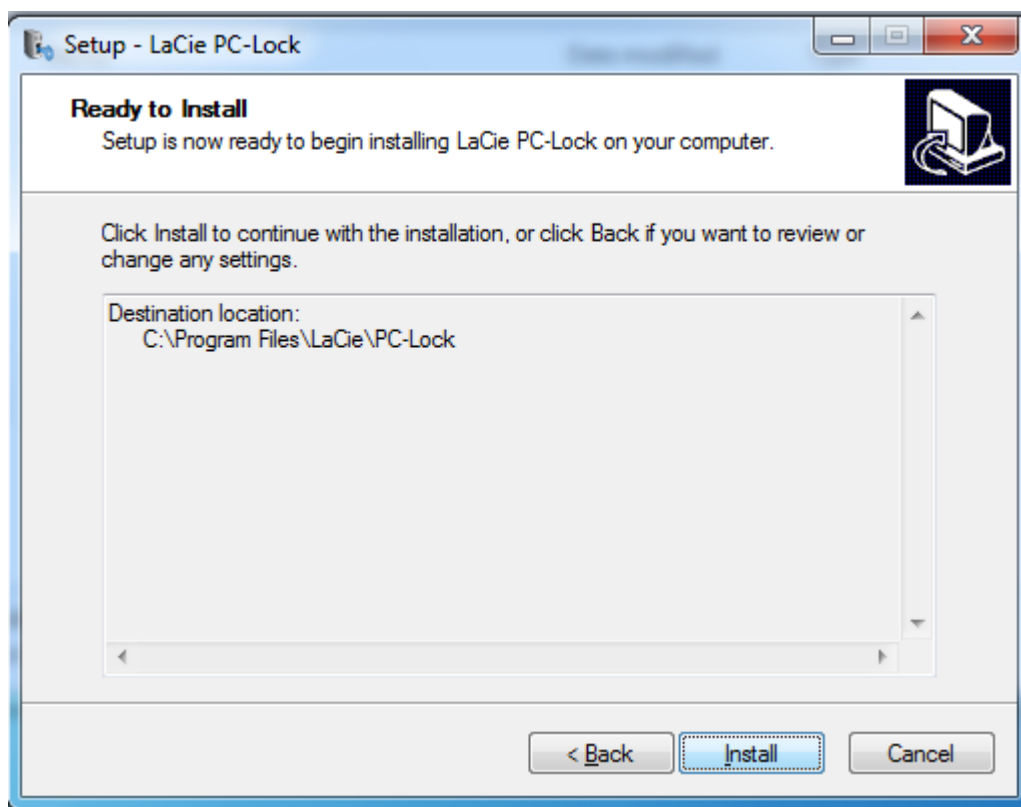 Setup - LaCie PC-Lock
Date modified
Ready to Install
Setup is now ready to begin installing LaCie PC-Lock on your computer.
Click Install to continue with the installation, or click Back if you want to review or
change any settings.
Destination location:
C:\Program Files\LaCie\PC-Lock
< Back
Install
Cancel